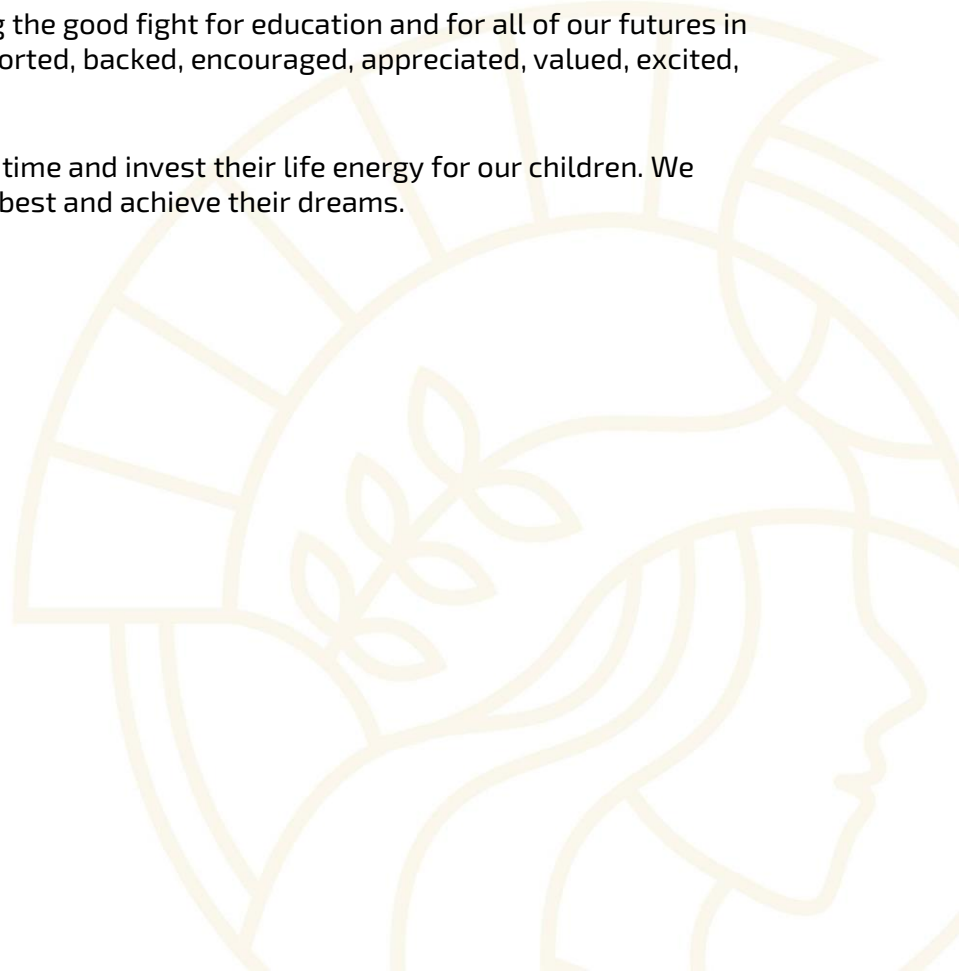 the good fight for education and for all of our futures in
backed, encouraged, appreciated, valued, excited,
time and invest their life energy for our children. We
best and achieve their dreams.